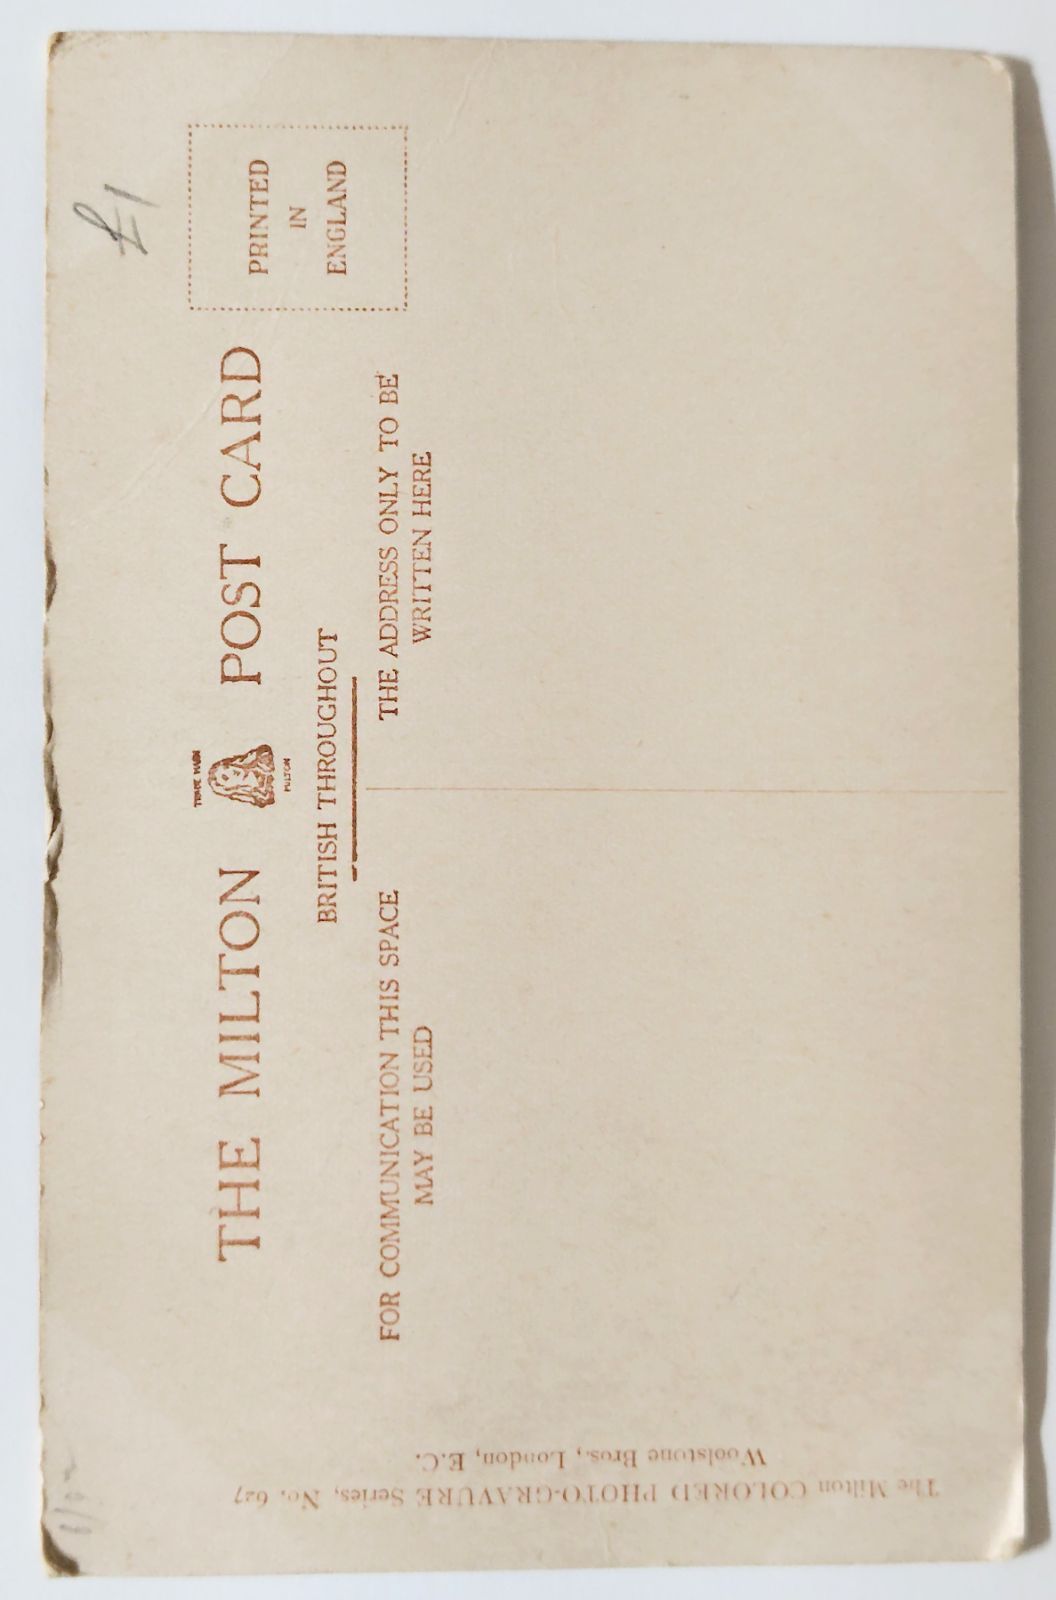 THE MILTON POST CARD
TRADE MARK
MILTON
BRITISH THROUGHOUT
FOR COMMUNICATION THIS SPACE
MAY BE USED
THE ADDRESS ONLY TO BE
WRITTEN HERE
PRINTED
IN
ENGLAND
£1
The Milton COLORED PHOTO-GRAVURE Series, No. 627
Woolstone Bros., London, E.C.